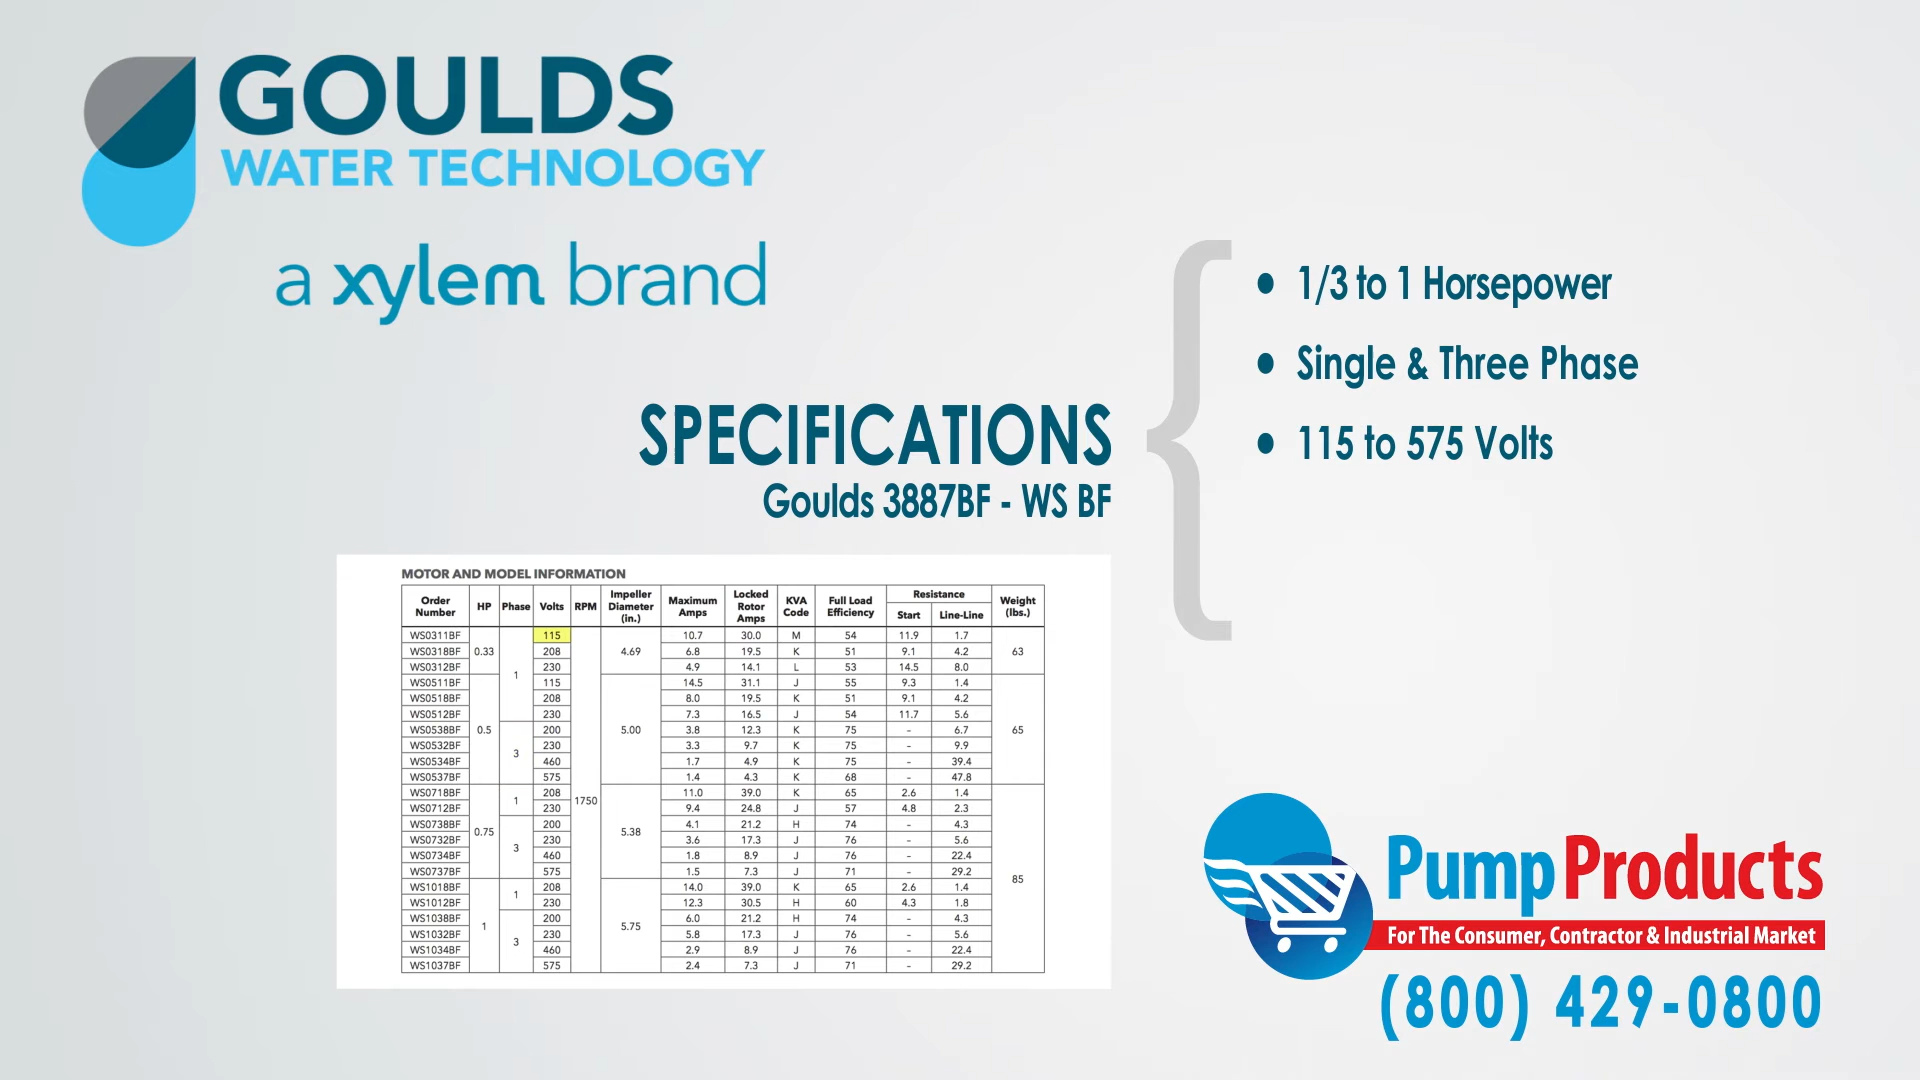 GOULDS
WATER TECHNOLOGY
a xylem brand
SPECIFICATIONS
Goulds 3887BF - WS BF
• 1/3 to 1 Horsepower
• Single & Three Phase
• 115 to 575 Volts
MOTOR AND MODEL INFORMATION
Order Number HP Phase Volts RPM Impeller Diameter (in.) Maximum Amps Locked Rotor Amps KVA Code Full Load Efficiency Resistance Start Line-Line Weight (lbs.)
WS0311BF 0.33 1 115 1750 4.69 10.7 30.0 M 54 11.9 1.7 63
WS0318BF 208 6.8 19.5 K 51 9.1 4.2
WS0312BF 230 4.9 14.1 L 53 14.5 8.0
WS0511BF 0.5 115 5.00 14.5 31.1 J 55 9.3 1.4 65
WS0518BF 208 8.0 19.5 K 51 9.1 4.2
WS0512BF 230 7.3 16.5 J 54 11.7 5.6
WS0538BF 3 200 3.8 12.3 K 75 - 6.7
WS0532BF 230 3.3 9.7 K 75 - 9.9
WS0534BF 460 1.7 4.9 K 75 - 39.4
WS0537BF 575 1.4 4.3 K 68 - 47.8
WS0718BF 0.75 1 208 5.38 11.0 39.0 K 65 2.6 1.4 85
WS0712BF 230 9.4 24.8 J 57 4.8 2.3
WS0738BF 3 200 4.1 21.2 H 74 - 4.3
WS0732BF 230 3.6 17.3 J 76 - 5.6
WS0734BF 460 1.8 8.9 J 76 - 22.4
WS0737BF 575 1.5 7.3 J 71 - 29.2
WS1018BF 1 1 208 5.75 14.0 39.0 K 65 2.6 1.4
WS1012BF 230 12.3 30.5 H 60 4.3 1.8
WS1038BF 3 200 6.0 21.2 H 74 - 4.3
WS1032BF 230 5.8 17.3 J 76 - 5.6
WS1034BF 460 2.9 8.9 J 76 - 22.4
WS1037BF 575 2.4 7.3 J 71 - 29.2
Pump Products
For The Consumer, Contractor & Industrial Market
(800) 429-0800